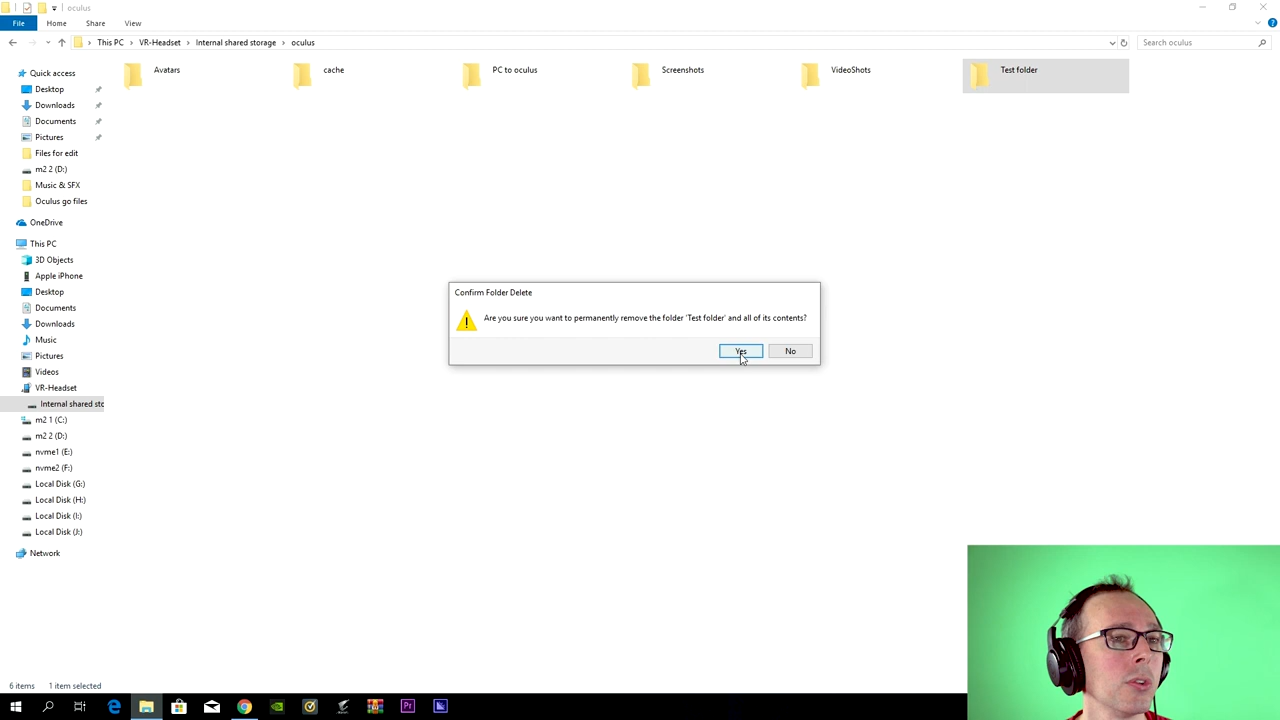 oculus
File Home Share View
This PC VR-Headset Internal shared storage oculus Search oculus
Quick access
Desktop
Downloads
Documents
Pictures
Files for edit
m2 2 (D:)
Music & SFX
Oculus go files
OneDrive
This PC
3D Objects
Apple iPhone
Desktop
Documents
Downloads
Music
Pictures
Videos
VR-Headset
Internal shared sto
m2 1 (C:)
m2 2 (D:)
nvme1 (E:)
nvme2 (F:)
Local Disk (G:)
Local Disk (H:)
Local Disk (I:)
Local Disk (J:)
Network
Avatars cache PC to oculus Screenshots VideoShots Test folder
Confirm Folder Delete
Are you sure you want to permanently remove the folder 'Test folder' and all of its contents?
Yes No
6 items 1 item selected
Pr